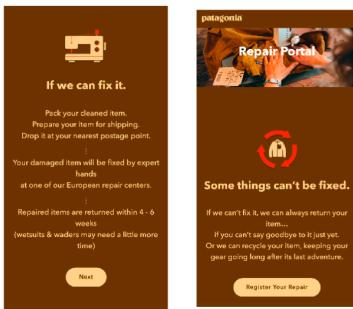 If we can fix it.
Pack your cleaned item.
Prepare your item for shipping.
Drop it at your nearest postage point.
Your damaged item will be fixed by expert
hands
at one of our European repair centers.
Repaired items are returned within 4 - 6
weeks
(wetsuits & waders may need a little more
time)
Next
patagonia
Repair Portal
Some things can't be fixed.
If we can't fix it, we can always return your
item…
if you can't say goodbye to it just yet.
Or we can recycle your item, keeping your
gear going long after its last adventure.
Register Your Repair